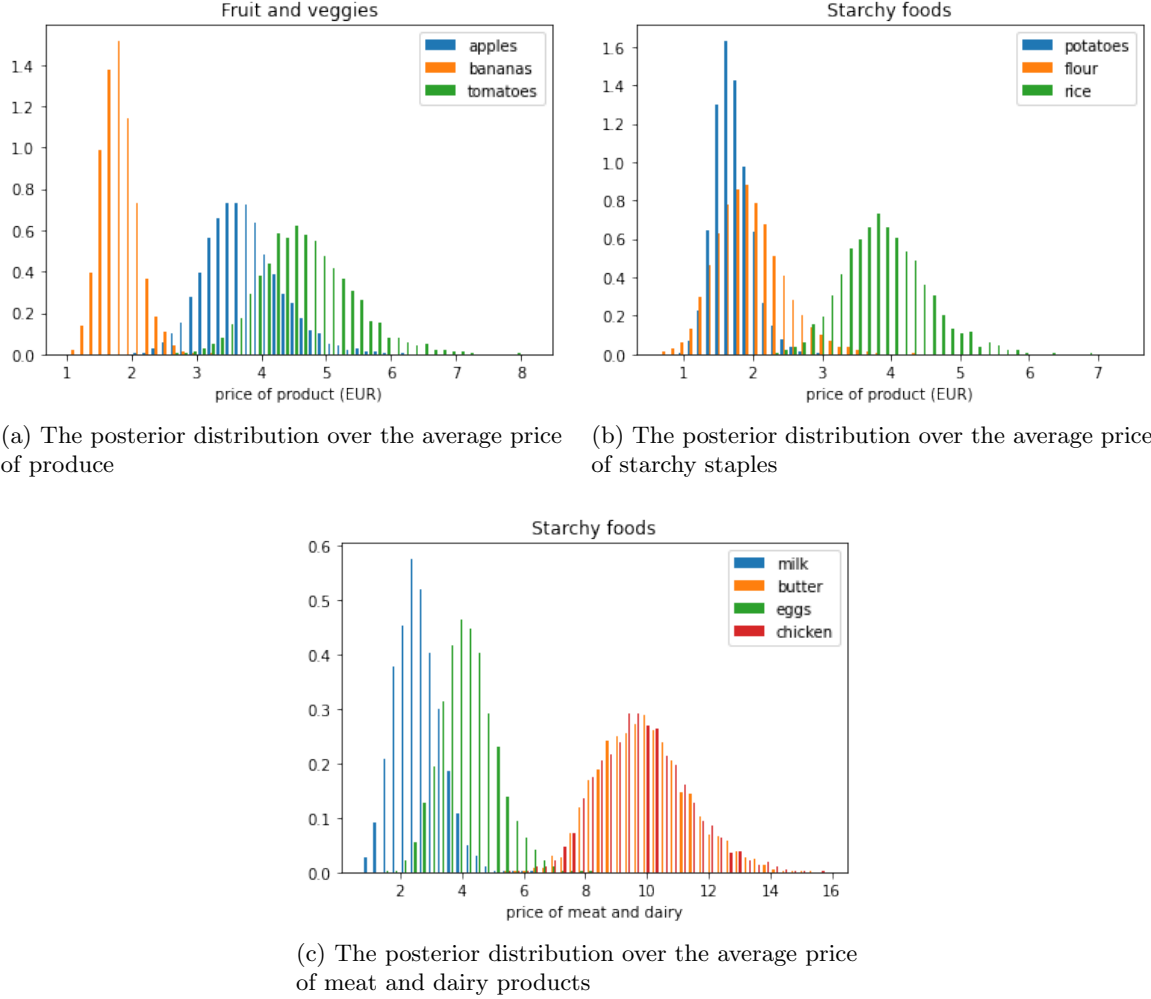 Fruit and veggies
1.4
1.2
1.0
0.8
0.6
0.4
0.2
0.0
apples
bananas
tomatoes
1 2 3 4 5 6 7 8
price of product (EUR)
(a) The posterior distribution over the average price
of produce
Starchy foods
1.6
1.4
1.2
1.0
0.8
0.6
0.4
0.2
0.0
potatoes
flour
rice
1 2 3 4 5 6 7
price of product (EUR)
(b) The posterior distribution over the average price
of starchy staples
Starchy foods
0.6
0.5
0.4
0.3
0.2
0.1
0.0
milk
butter
eggs
chicken
2 4 6 8 10 12 14 16
price of meat and dairy
(c) The posterior distribution over the average price
of meat and dairy products